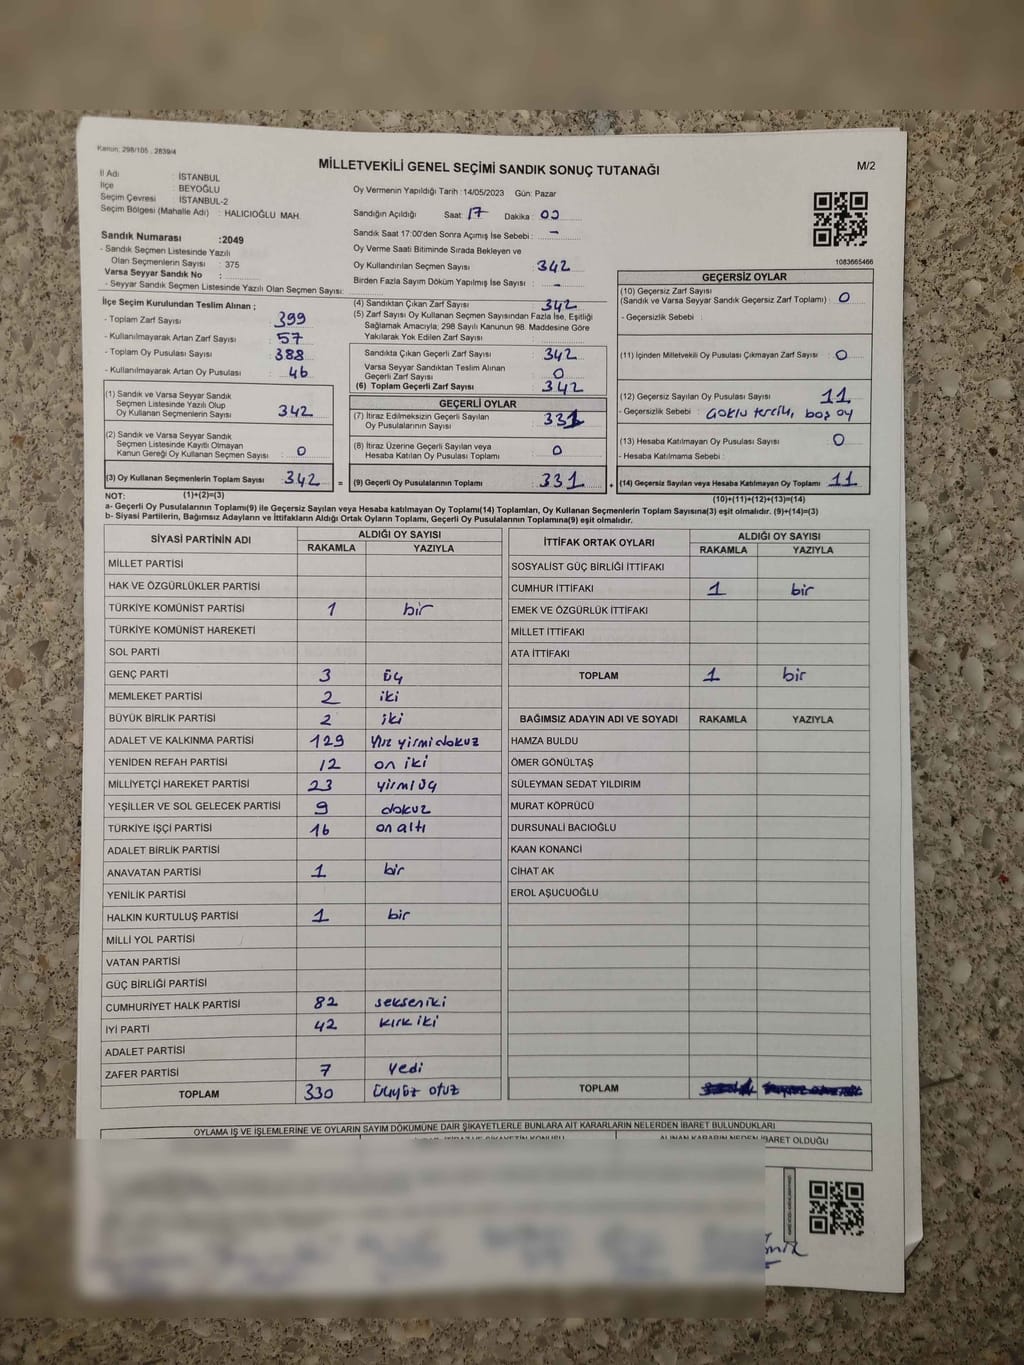 Kanun: 298/105 , 2839/4
MİLLETVEKİLİ GENEL SEÇİMİ SANDIK SONUÇ TUTANAĞI
M/2
İl Adı : İSTANBUL
İlçe : BEYOĞLU
Seçim Çevresi : İSTANBUL-2
Seçim Bölgesi (Mahalle Adı) : HALICIOĞLU MAH.
Sandık Numarası :2049
- Sandık Seçmen Listesinde Yazılı
Olan Seçmenlerin Sayısı : 375
Varsa Seyyar Sandık No :
- Seyyar Sandık Seçmen Listesinde Yazılı Olan Seçmen Sayısı:
Oy Vermenin Yapıldığı Tarih : 14/05/2023 Gün: Pazar
Sandığın Açıldığı Saat: 17 Dakika : 00
Sandık Saat 17:00'den Sonra Açımış İse Sebebi : -
Oy Verme Saati Bitiminde Sırada Bekleyen ve
Oy Kullandırılan Seçmen Sayısı : 342
Birden Fazla Sayım Döküm Yapılmış İse Sayısı : -
1083665466
İlçe Seçim Kurulundan Teslim Alınan ;
- Toplam Zarf Sayısı : 399
- Kullanılmayarak Artan Zarf Sayısı : 57
- Toplam Oy Pusulası Sayısı : 388
- Kullanılmayarak Artan Oy Pusulası : 46
(1) Sandık ve Varsa Seyyar Sandık
Seçmen Listesinde Yazılı Olup
Oy Kullanan Seçmenlerin Sayısı : 342
(2) Sandık ve Varsa Seyyar Sandık
Seçmen Listesinde Kayıtlı Olmayan
Kanun Gereği Oy Kullanan Seçmen Sayısı : 0
(3) Oy Kullanan Seçmenlerin Toplam Sayısı : 342 =
(4) Sandıktan Çıkan Zarf Sayısı : 342
(5) Zarf Sayısı Oy Kullanan Seçmen Sayısından Fazla İse, Eşitliği
Sağlamak Amacıyla; 298 Sayılı Kanunun 98. Maddesine Göre
Yakılarak Yok Edilen Zarf Sayısı :
Sandıkta Çıkan Geçerli Zarf Sayısı : 342
Varsa Seyyar Sandıktan Teslim Alınan
Geçerli Zarf Sayısı : 0
(6) Toplam Geçerli Zarf Sayısı : 342
GEÇERLİ OYLAR
(7) İtiraz Edilmeksizin Geçerli Sayılan
Oy Pusulalarının Sayısı : 331
(8) İtiraz Üzerine Geçerli Sayılan veya
Hesaba Katılan Oy Pusulası Toplamı : 0
(9) Geçerli Oy Pusulalarının Toplamı : 331 +
GEÇERSİZ OYLAR
(10) Geçersiz Zarf Sayısı
(Sandık ve Varsa Seyyar Sandık Geçersiz Zarf Toplamı) : 0
- Geçersizlik Sebebi :
(11) İçinden Milletvekili Oy Pusulası Çıkmayan Zarf Sayısı : 0
(12) Geçersiz Sayılan Oy Pusulası Sayısı : 11
- Geçersizlik Sebebi : Çoklu tercih, boş oy
(13) Hesaba Katılmayan Oy Pusulası Sayısı : 0
- Hesaba Katılmama Sebebi :
(14) Geçersiz Sayılan veya Hesaba Katılmayan Oy Toplamı : 11
NOT: (1)+(2)=(3) (10)+(11)+(12)+(13)=(14)
a- Geçerli Oy Pusulalarının Toplamı(9) ile Geçersiz Sayılan veya Hesaba Katılmayan Oy Toplamı(14) Toplamları, Oy Kullanan Seçmenlerin Toplam Sayısına(3) eşit olmalıdır. (9)+(14)=(3)
b- Siyasi Partilerin, Bağımsız Adayların ve İttifakların Aldığı Ortak Oyların Toplamı, Geçerli Oy Pusulalarının Toplamına(9) eşit olmalıdır.
SİYASİ PARTİNİN ADI ALDIĞI OY SAYISI
RAKAMLA YAZIYLA
MİLLET PARTİSİ
HAK VE ÖZGÜRLÜKLER PARTİSİ
TÜRKİYE KOMÜNİST PARTİSİ 1 bir
TÜRKİYE KOMÜNİST HAREKETİ
SOL PARTİ
GENÇ PARTİ 3 üç
MEMLEKET PARTİSİ 2 iki
BÜYÜK BİRLİK PARTİSİ 2 iki
ADALET VE KALKINMA PARTİSİ 129 yüz yirmi dokuz
YENİDEN REFAH PARTİSİ 12 on iki
MİLLİYETÇİ HAREKET PARTİSİ 23 yirmi üç
YEŞİLLER VE SOL GELECEK PARTİSİ 9 dokuz
TÜRKİYE İŞÇİ PARTİSİ 16 on altı
ADALET BİRLİK PARTİSİ
ANAVATAN PARTİSİ 1 bir
YENİLİK PARTİSİ
HALKIN KURTULUŞ PARTİSİ 1 bir
MİLLİ YOL PARTİSİ
VATAN PARTİSİ
GÜÇ BİRLİĞİ PARTİSİ
CUMHURİYET HALK PARTİSİ 82 seksen iki
İYİ PARTİ 42 kırk iki
ADALET PARTİSİ
ZAFER PARTİSİ 7 yedi
TOPLAM 330 üçyüz otuz
İTTİFAK ORTAK OYLARI ALDIĞI OY SAYISI
RAKAMLA YAZIYLA
SOSYALİST GÜÇ BİRLİĞİ İTTİFAKI
CUMHUR İTTİFAKI 1 bir
EMEK VE ÖZGÜRLÜK İTTİFAKI
MİLLET İTTİFAKI
ATA İTTİFAKI
TOPLAM 1 bir
BAĞIMSIZ ADAYIN ADI VE SOYADI RAKAMLA YAZIYLA
HAMZA BULDU
ÖMER GÖNÜLTAŞ
SÜLEYMAN SEDAT YILDIRIM
MURAT KÖPRÜCÜ
DURSUNALİ BACIOĞLU
KAAN KONANCİ
CİHAT AK
EROL AŞUCUOĞLU
TOPLAM
OYLAMA İŞ VE İŞLEMLERİNE VE OYLARIN SAYIM DÖKÜMÜNE DAİR ŞİKAYETLERLE BUNLARA AİT KARARLARIN NELERDEN İBARET BULUNDUKLARI
ALINAN KARARIN NEDEN İBARET OLDUĞU